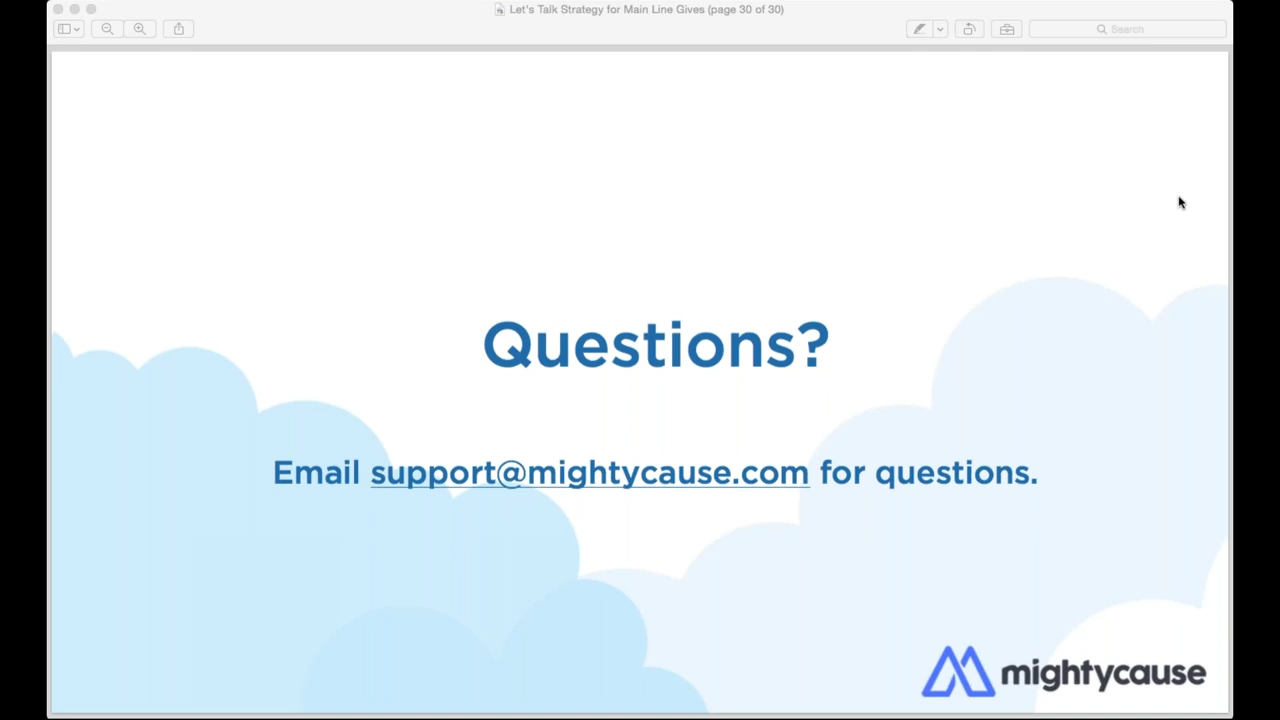 Let's Talk Strategy for Main Line Gives (page 30 of 30)
Search
Questions?
Email support@mightycause.com for questions.
mightycause